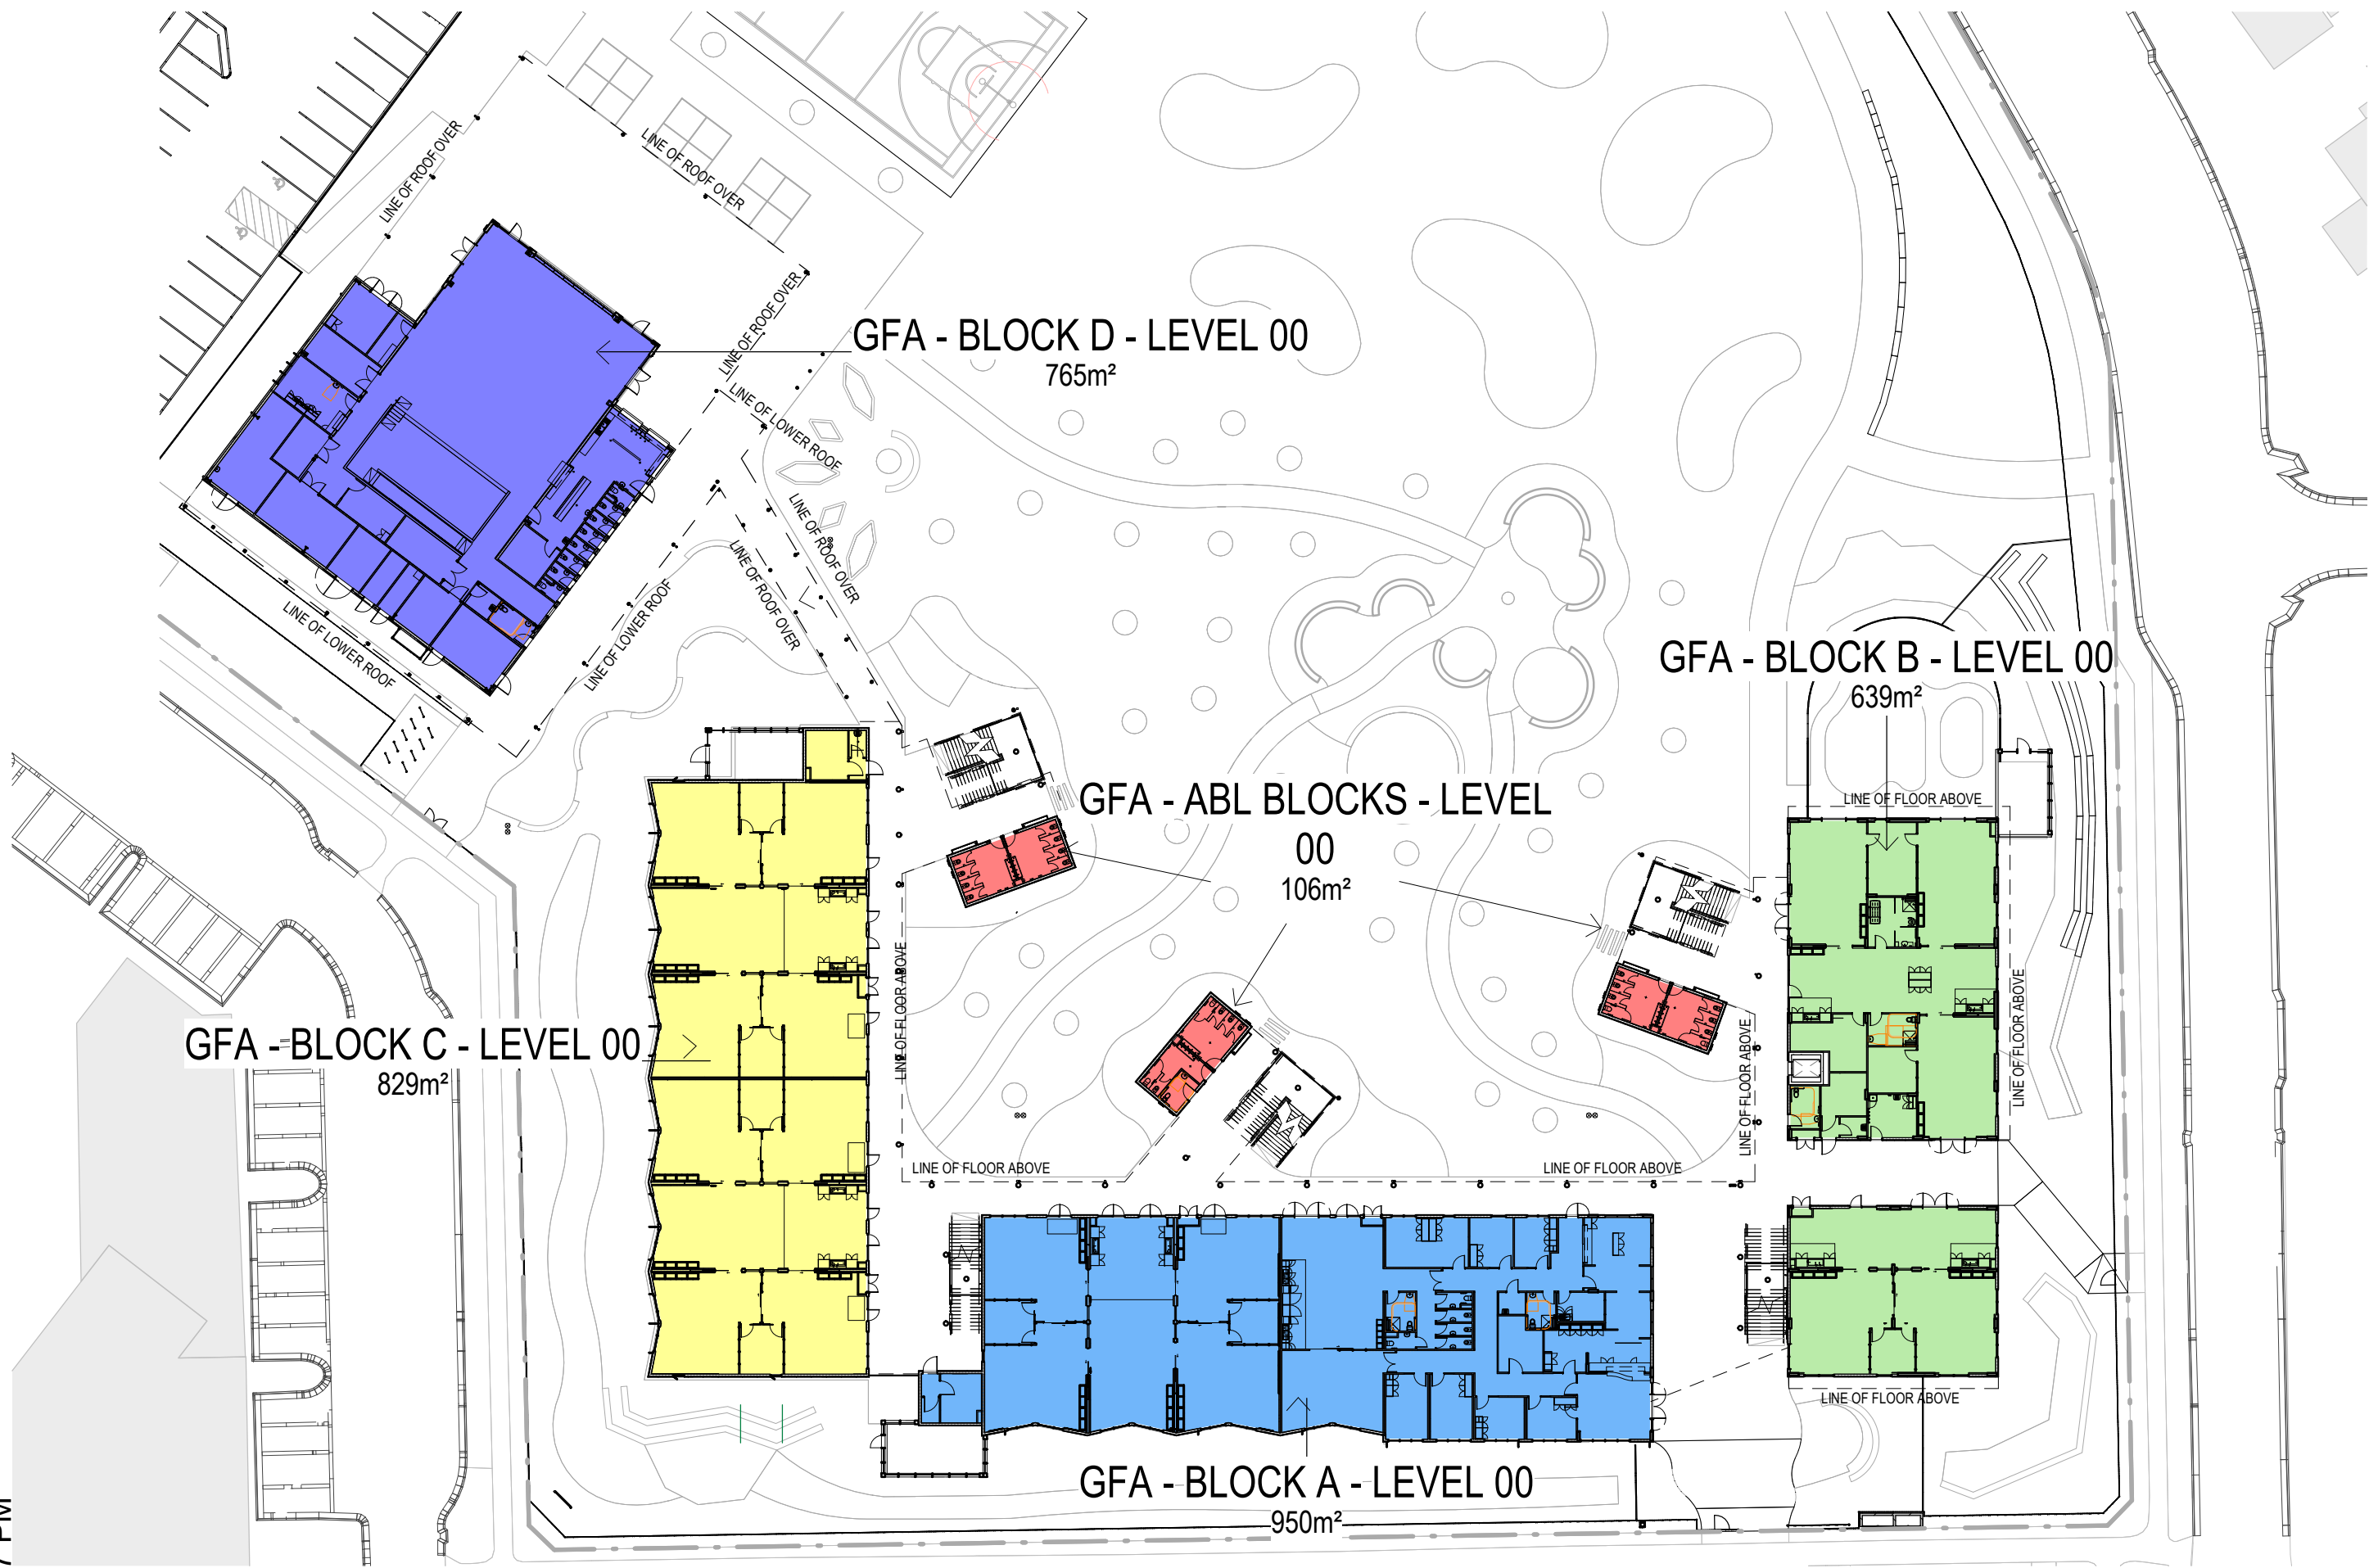 LINE OF ROOF OVER
LINE OF ROOF OVER
LINE OF ROOF OVER
GFA - BLOCK D - LEVEL 00
765m²
LINE OF LOWER ROOF
LINE OF ROOF OVER
LINE OF ROOF OVER
LINE OF LOWER ROOF
LINE OF LOWER ROOF
GFA - BLOCK B - LEVEL 00
639m²
LINE OF FLOOR ABOVE
GFA - ABL BLOCKS - LEVEL
00
106m²
LINE OF FLOOR ABOVE
LINE OF FLOOR ABOVE
GFA - BLOCK C - LEVEL 00
829m²
LINE OF FLOOR ABOVE
LINE OF FLOOR ABOVE
LINE OF FLOOR ABOVE
LINE OF FLOOR ABOVE
GFA - BLOCK A - LEVEL 00
950m²
PM